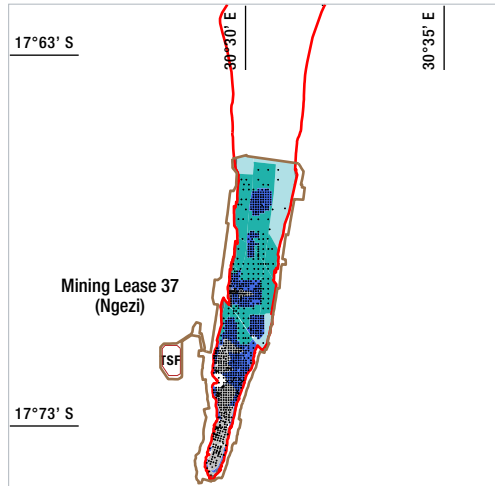 17°63’ S
30°30’ E
30°35’ E
Mining Lease 37
(Ngezi)
TSF
17°73’ S